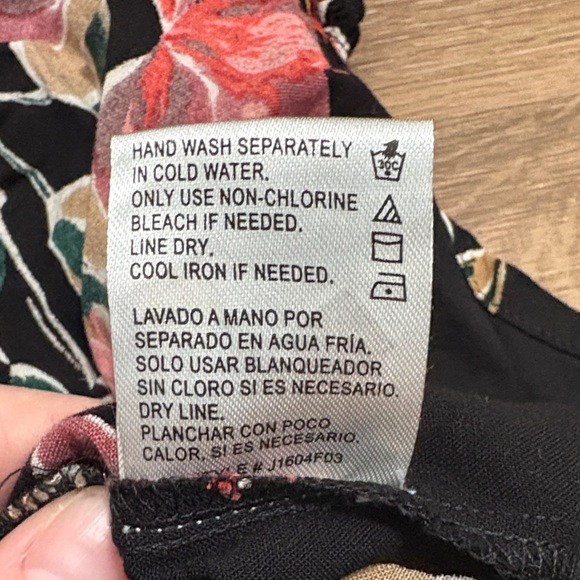 HAND WASH SEPARATELY
IN COLD WATER.
ONLY USE NON-CHLORINE
BLEACH IF NEEDED.
LINE DRY.
COOL IRON IF NEEDED.
30C
LAVADO A MANO POR
SEPARADO EN AGUA FRÍA.
SOLO USAR BLANQUEADOR
SIN CLORO SI ES NECESARIO.
DRY LINE.
PLANCHAR CON POCO
CALOR, SI ES NECESARIO.
# J1604F03